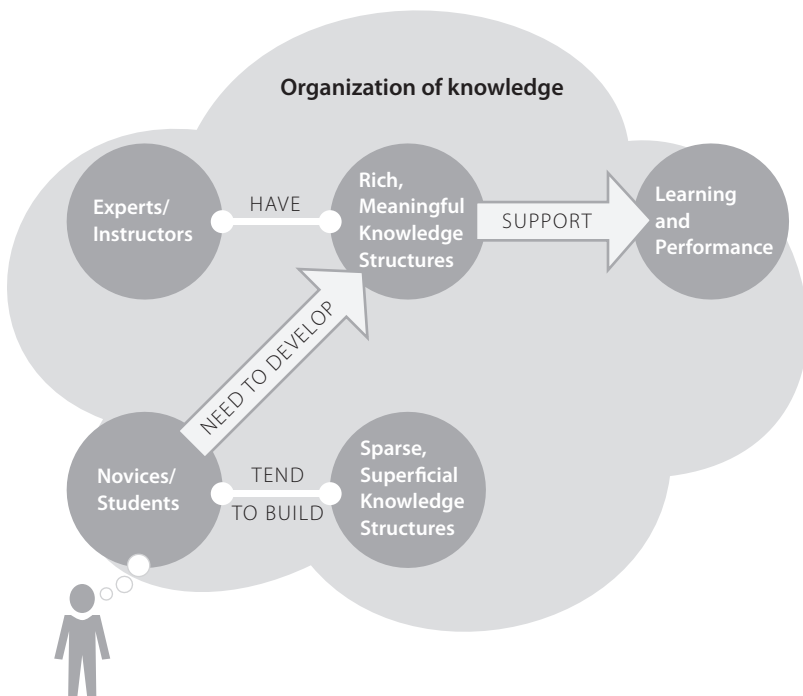 Organization of knowledge
Experts/
Instructors
HAVE
Rich,
Meaningful
Knowledge
Structures
SUPPORT
Learning
and
Performance
NEED TO DEVELOP
Novices/
Students
TEND
TO BUILD
Sparse,
Superficial
Knowledge
Structures